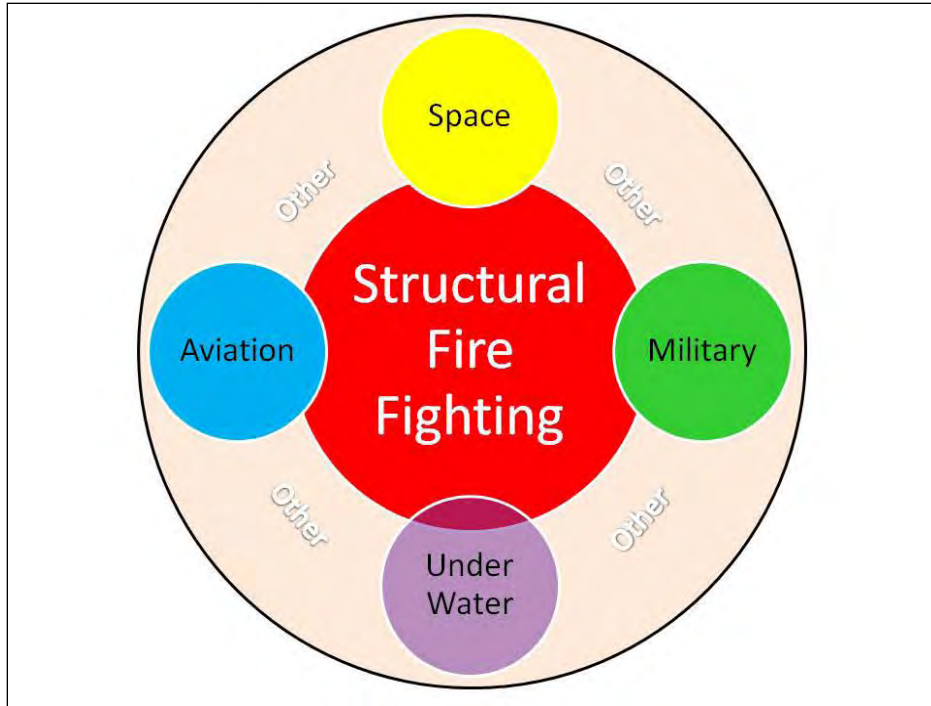 Space
Other
Other
Structural
Fire
Fighting
Aviation
Military
Other
Other
Under
Water